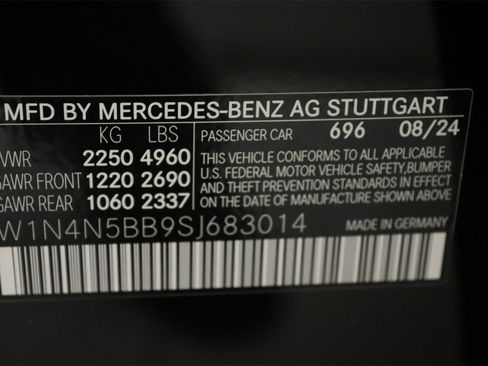 MFD BY MERCEDES-BENZ AG STUTTGART
KG LBS PASSENGER CAR 696 08/24
VWR 2250 4960 THIS VEHICLE CONFORMS TO ALL APPLICABLE
GAWR FRONT 1220 2690 U.S. FEDERAL MOTOR VEHICLE SAFETY, BUMPER
GAWR REAR 1060 2337 AND THEFT PREVENTION STANDARDS IN EFFECT
ON THE DATE OF MANUFACTURE SHOWN ABOVE
W1N4N5BB9SJ683014 MADE IN GERMANY